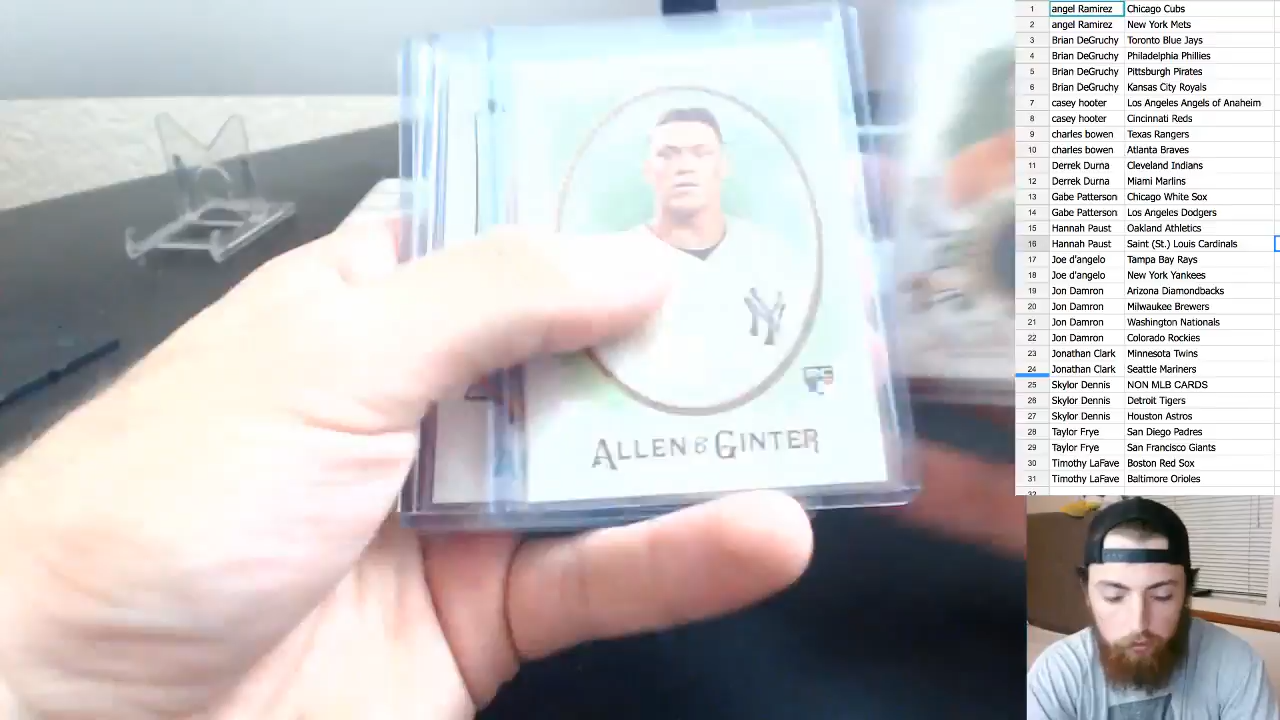 1 angel Ramirez Chicago Cubs
2 angel Ramirez New York Mets
3 Brian DeGruchy Toronto Blue Jays
4 Brian DeGruchy Philadelphia Phillies
5 Brian DeGruchy Pittsburgh Pirates
6 Brian DeGruchy Kansas City Royals
7 casey hooter Los Angeles Angels of Anaheim
8 casey hooter Cincinnati Reds
9 charles bowen Texas Rangers
10 charles bowen Atlanta Braves
11 Derrek Durna Cleveland Indians
12 Derrek Durna Miami Marlins
13 Gabe Patterson Chicago White Sox
14 Gabe Patterson Los Angeles Dodgers
15 Hannah Paust Oakland Athletics
16 Hannah Paust Saint (St.) Louis Cardinals
17 Joe d'angelo Tampa Bay Rays
18 Joe d'angelo New York Yankees
19 Jon Damron Arizona Diamondbacks
20 Jon Damron Milwaukee Brewers
21 Jon Damron Washington Nationals
22 Jon Damron Colorado Rockies
23 Jonathan Clark Minnesota Twins
24 Jonathan Clark Seattle Mariners
25 Skylor Dennis NON MLB CARDS
26 Skylor Dennis Detroit Tigers
27 Skylor Dennis Houston Astros
28 Taylor Frye San Diego Padres
29 Taylor Frye San Francisco Giants
30 Timothy LaFave Boston Red Sox
31 Timothy LaFave Baltimore Orioles
NY
ALLEN & GINTER